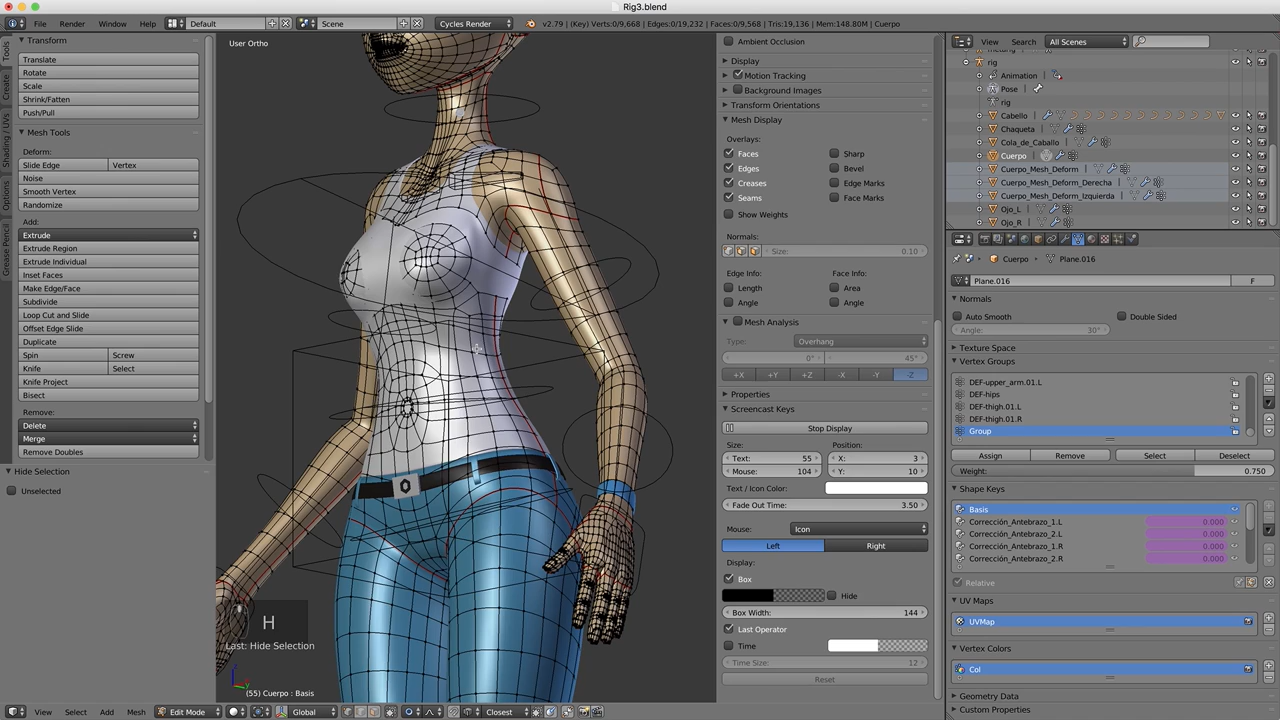 Rig3.blend
File
Render
Window
Help
Default
Scene
Cycles Render
v2.79 | (Key) Verts:0/9,668 | Edges:0/19,232 | Faces:0/9,568 | Tris:19,136 | Mem:148.80M | Cuerpo
Tools
Create
Shading / UVs
Options
Grease Pencil
Transform
Translate
Rotate
Scale
Shrink/Fatten
Push/Pull
Mesh Tools
Deform:
Slide Edge
Vertex
Noise
Smooth Vertex
Randomize
Add:
Extrude
Extrude Region
Extrude Individual
Inset Faces
Make Edge/Face
Subdivide
Loop Cut and Slide
Offset Edge Slide
Duplicate
Spin
Screw
Knife
Select
Knife Project
Bisect
Remove:
Delete
Merge
Remove Doubles
Hide Selection
Unselected
User Ortho
H
Last: Hide Selection
(55) Cuerpo : Basis
Ambient Occlusion
Display
Motion Tracking
Background Images
Transform Orientations
Mesh Display
Overlays:
Faces
Sharp
Edges
Bevel
Creases
Edge Marks
Seams
Face Marks
Show Weights
Normals:
Size:
0.10
Edge Info:
Face Info:
Length
Area
Angle
Angle
Mesh Analysis
Type:
Overhang
0°
45°
+X
+Y
+Z
-X
-Y
-Z
Properties
Screencast Keys
Stop Display
Size:
Position:
Text: 55
X: 3
Mouse: 104
Y: 10
Text / Icon Color:
Fade Out Time: 3.50
Mouse:
Icon
Left
Right
Display:
Box
Hide
Box Width: 144
Last Operator
Time
Time Size: 12
Reset
View
Search
All Scenes
rig
Animation
Pose
rig
Cabello
Chaqueta
Cola_de_Caballo
Cuerpo
Cuerpo_Mesh_Deform
Cuerpo_Mesh_Deform_Derecha
Cuerpo_Mesh_Deform_Izquierda
Ojo_L
Ojo_R
Cuerpo
Plane.016
Plane.016
F
Normals
Auto Smooth
Double Sided
Angle: 30°
Texture Space
Vertex Groups
DEF-upper_arm.01.L
DEF-hips
DEF-thigh.01.L
DEF-thigh.01.R
Group
Assign
Remove
Select
Deselect
Weight: 0.750
Shape Keys
Basis
Corrección_Antebrazo_1.L 0.000
Corrección_Antebrazo_2.L 0.000
Corrección_Antebrazo_1.R 0.000
Corrección_Antebrazo_2.R 0.000
Relative
UV Maps
UVMap
Vertex Colors
Col
Geometry Data
Custom Properties
View
Select
Add
Mesh
Edit Mode
Global
Closest